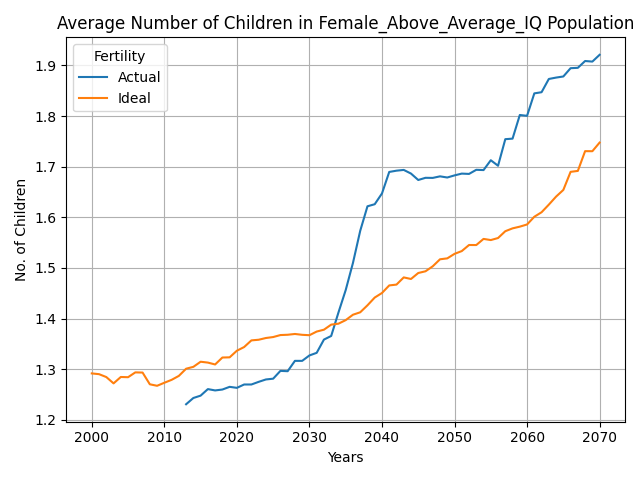 Average Number of Children in Female_Above_Average_IQ Population
Fertility
Actual
Ideal
No. of Children
1.9
1.8
1.7
1.6
1.5
1.4
1.3
1.2
2000 2010 2020 2030 2040 2050 2060 2070
Years